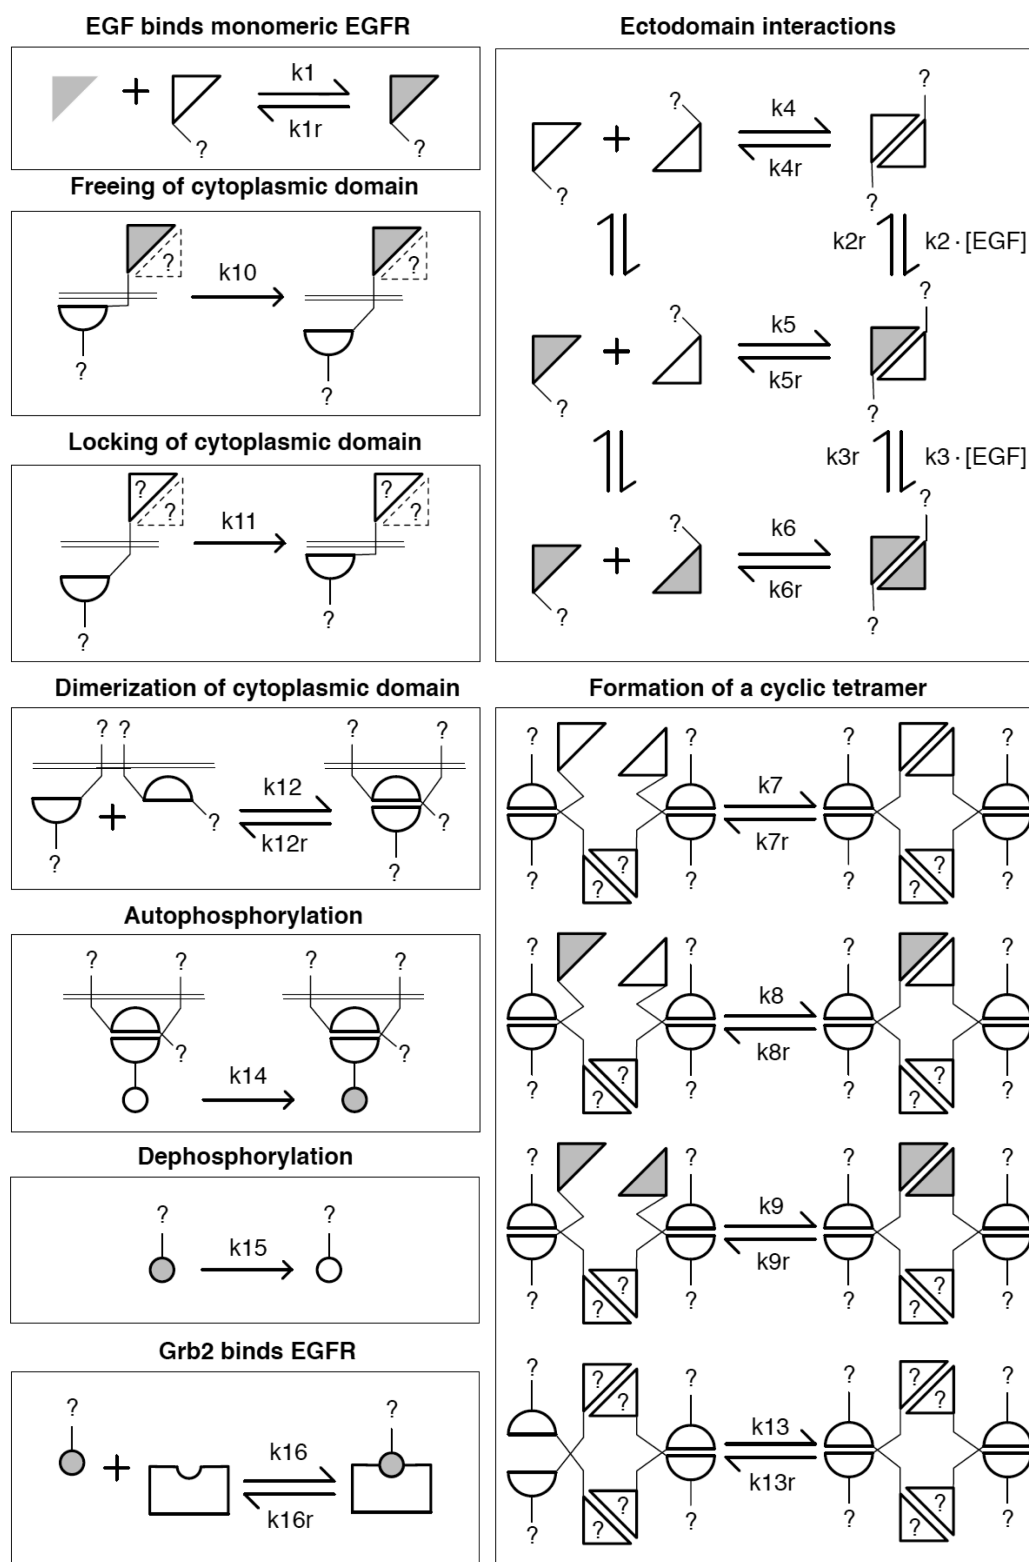 EGF binds monomeric EGFR
+ ? k1 k1r ?
Freeing of cytoplasmic domain
? k10 ?
? ?
Locking of cytoplasmic domain
? ? k11 ? ?
? ?
Dimerization of cytoplasmic domain
? ? ? ?
+ k12 ?
? k12r
?
Autophosphorylation
? ? ? ?
? ?
k14
Dephosphorylation
?
k15
Grb2 binds EGFR
? ?
+ k16
k16r
Ectodomain interactions
? k4 ?
+ k4r
? ?
k2r k2 · [EGF]
? k5 ?
+ k5r
? ?
k3r k3 · [EGF]
? k6 ?
+ k6r
? ?
Formation of a cyclic tetramer
? ? ? ?
k7
k7r
? ? ? ? ? ? ? ?
? ? ? ?
k8
k8r
? ? ? ? ? ? ? ?
? ? ? ?
k9
k9r
? ? ? ? ? ? ? ?
? ? ? ? ? ? ? ?
k13
k13r
? ? ? ? ? ? ? ?